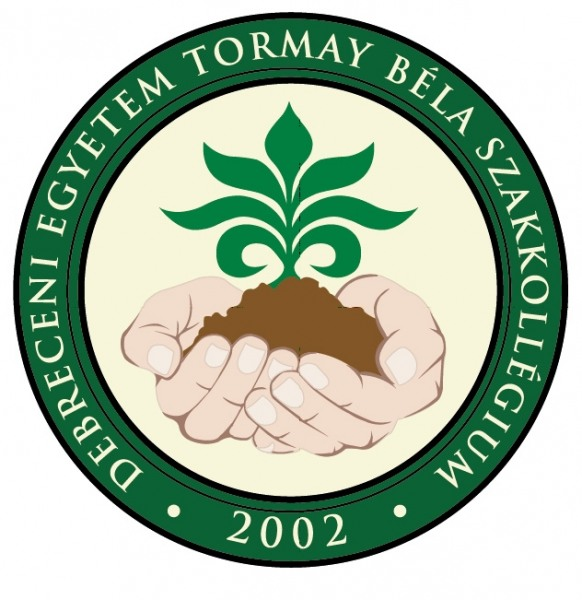 DEBRECENI EGYETEM TORMAY BÉLA SZAKKOLLÉGIUM
• 2002 •